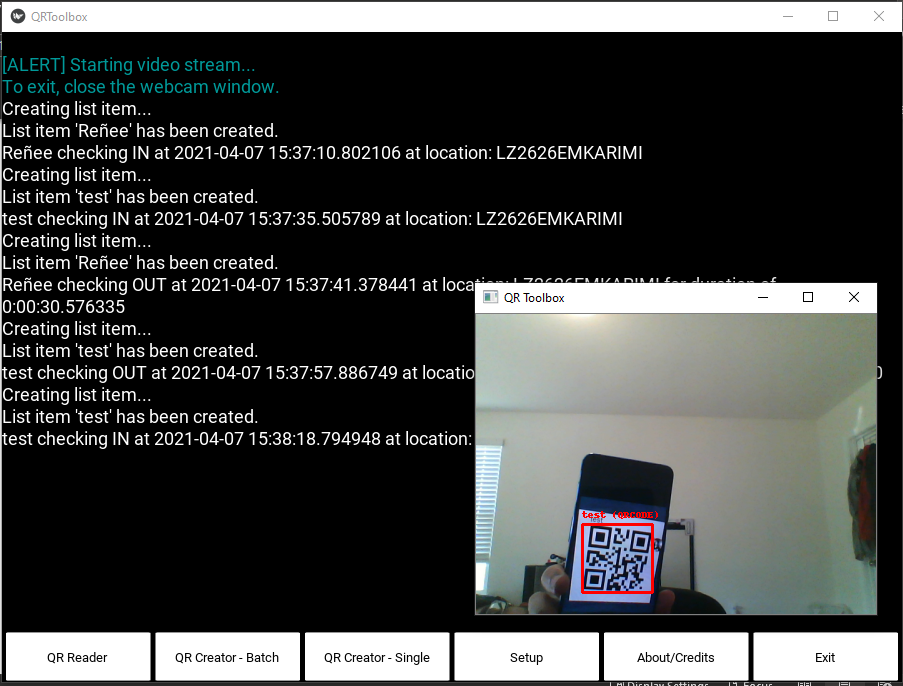 QRToolbox
[ALERT] Starting video stream...
To exit, close the webcam window.
Creating list item...
List item 'Reñee' has been created.
Reñee checking IN at 2021-04-07 15:37:10.802106 at location: LZ2626EMKARIMI
Creating list item...
List item 'test' has been created.
test checking IN at 2021-04-07 15:37:35.505789 at location: LZ2626EMKARIMI
Creating list item...
List item 'Reñee' has been created.
Reñee checking OUT at 2021-04-07 15:37:41.378441 at location: LZ2626EMKARIMI for duration of
0:00:30.576335
Creating list item...
List item 'test' has been created.
test checking OUT at 2021-04-07 15:37:57.886749 at locatio
Creating list item...
List item 'test' has been created.
test checking IN at 2021-04-07 15:38:18.794948 at location:
QR Toolbox
test (QRCODE)
QR Reader
QR Creator - Batch
QR Creator - Single
Setup
About/Credits
Exit
Display Settings
Focus